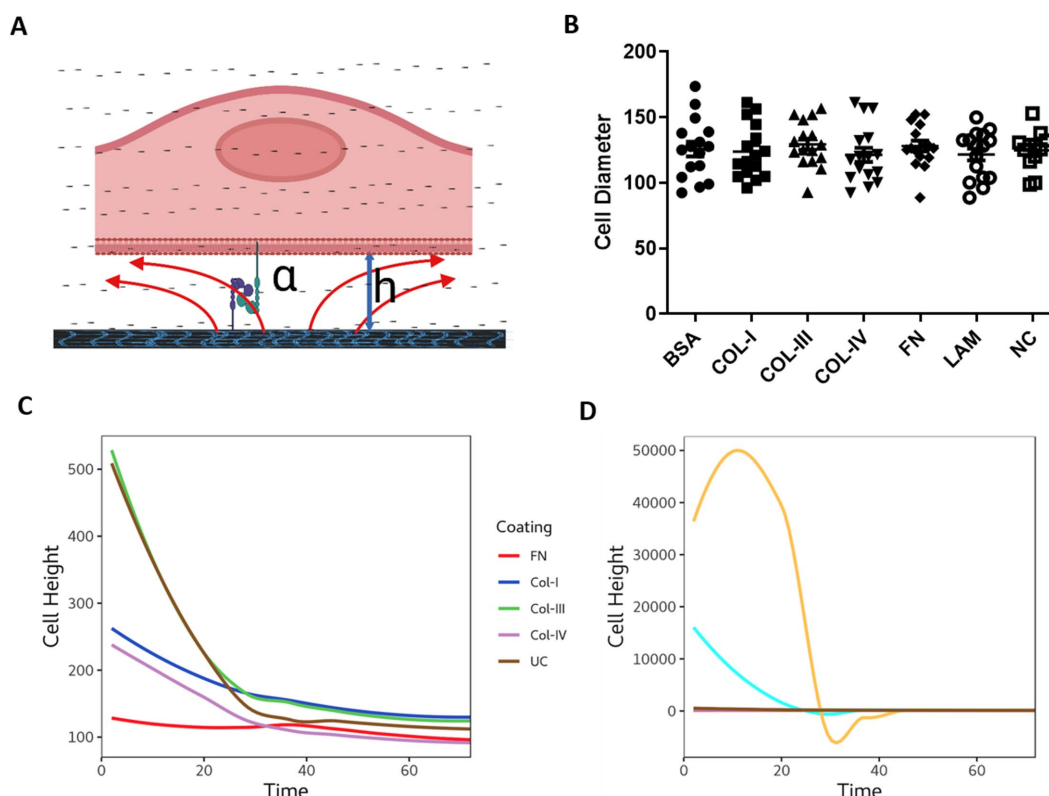 A
α
h
B
Cell Diameter
200
150
100
50
0
BSA
COL-I
COL-III
COL-IV
FN
LAM
NC
C
Cell Height
500
400
300
200
100
0
20
40
60
Time
Coating
FN
Col-I
Col-III
Col-IV
UC
D
Cell Height
50000
40000
30000
20000
10000
0
0
20
40
60
Time